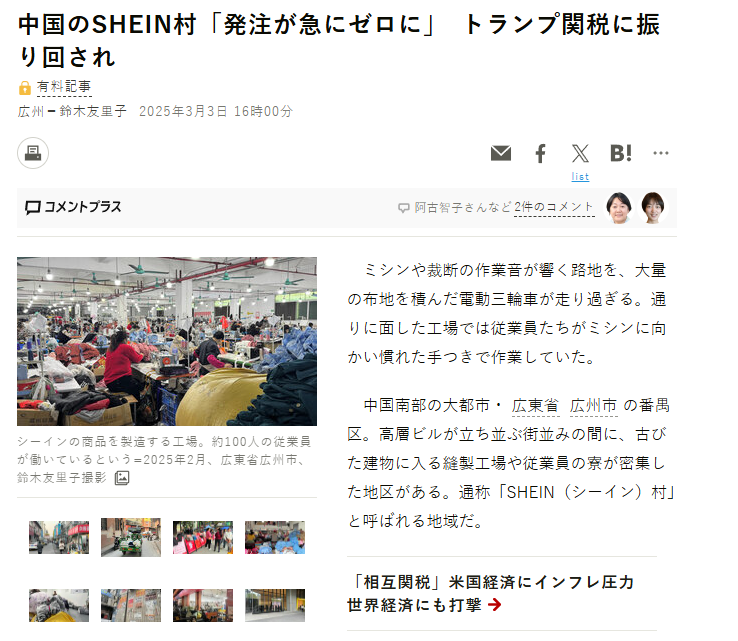 中国のSHEIN村「発注が急にゼロに」 トランプ関税に振
り回され
有料記事
広州＝鈴木友里子 2025年3月3日 16時00分
B!
list
コメントプラス
阿古智子さんなど2件のコメント
シーインの商品を製造する工場。約100人の従業員
が働いているという=2025年2月、広東省広州市、
鈴木友里子撮影
ミシンや裁断の作業音が響く路地を、大量
の布地を積んだ電動三輪車が走り過ぎる。通
りに面した工場では従業員たちがミシンに向
かい慣れた手つきで作業していた。
中国南部の大都市・ 広東省 広州市 の番禺
区。高層ビルが立ち並ぶ街並みの間に、古び
た建物に入る縫製工場や従業員の寮が密集し
た地区がある。通称「SHEIN（シーイン）村」
と呼ばれる地域だ。
「相互関税」米国経済にインフレ圧力
世界経済にも打撃